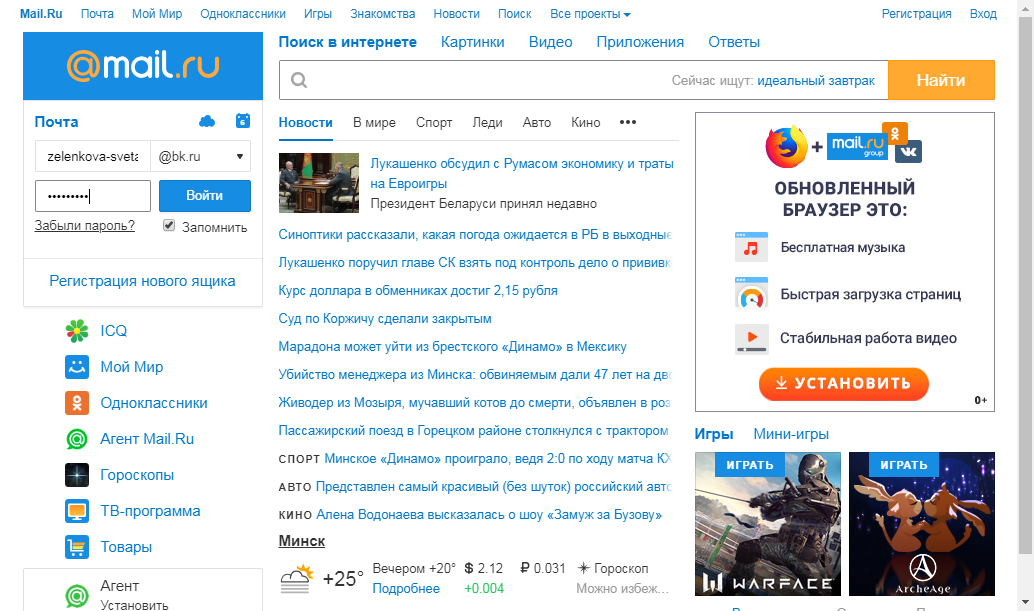 Mail.Ru Почта Мой Мир Одноклассники Игры Знакомства Новости Поиск Все проекты Регистрация Вход
@mail.ru
Почта
6
zelenkova-sveta @bk.ru
•••••••••
Войти
Забыли пароль?
Запомнить
Регистрация нового ящика
ICQ
Мой Мир
Одноклассники
Агент Mail.Ru
Гороскопы
ТВ-программа
Товары
Агент
Установить
Поиск в интернете Картинки Видео Приложения Ответы
Сейчас ищут: идеальный завтрак
Найти
Новости В мире Спорт Леди Авто Кино •••
Лукашенко обсудил с Румасом экономику и траты
на Евроигры
Президент Беларуси принял недавно
Синоптики рассказали, какая погода ожидается в РБ в выходные
Лукашенко поручил главе СК взять под контроль дело о прививк
Курс доллара в обменниках достиг 2,15 рубля
Суд по Коржичу сделали закрытым
Марадона может уйти из брестского «Динамо» в Мексику
Убийство менеджера из Минска: обвиняемым дали 47 лет на дво
Живодер из Мозыря, мучавший котов до смерти, объявлен в роз
Пассажирский поезд в Горецком районе столкнулся с трактором
СПОРТ Минское «Динамо» проиграло, ведя 2:0 по ходу матча КХ
АВТО Представлен самый красивый (без шуток) российский авто
КИНО Алена Водонаева высказалась о шоу «Замуж за Бузову»
Минск
+25°
Вечером +20°
Подробнее
$ 2.12
+0.004
₽ 0.031
Гороскоп
Можно избеж...
+ mail.ru
group
ОБНОВЛЕННЫЙ
БРАУЗЕР ЭТО:
Бесплатная музыка
Быстрая загрузка страниц
Стабильная работа видео
УСТАНОВИТЬ
0+
Игры Мини-игры
ИГРАТЬ
WARFACE
ИГРАТЬ
ArcheAge